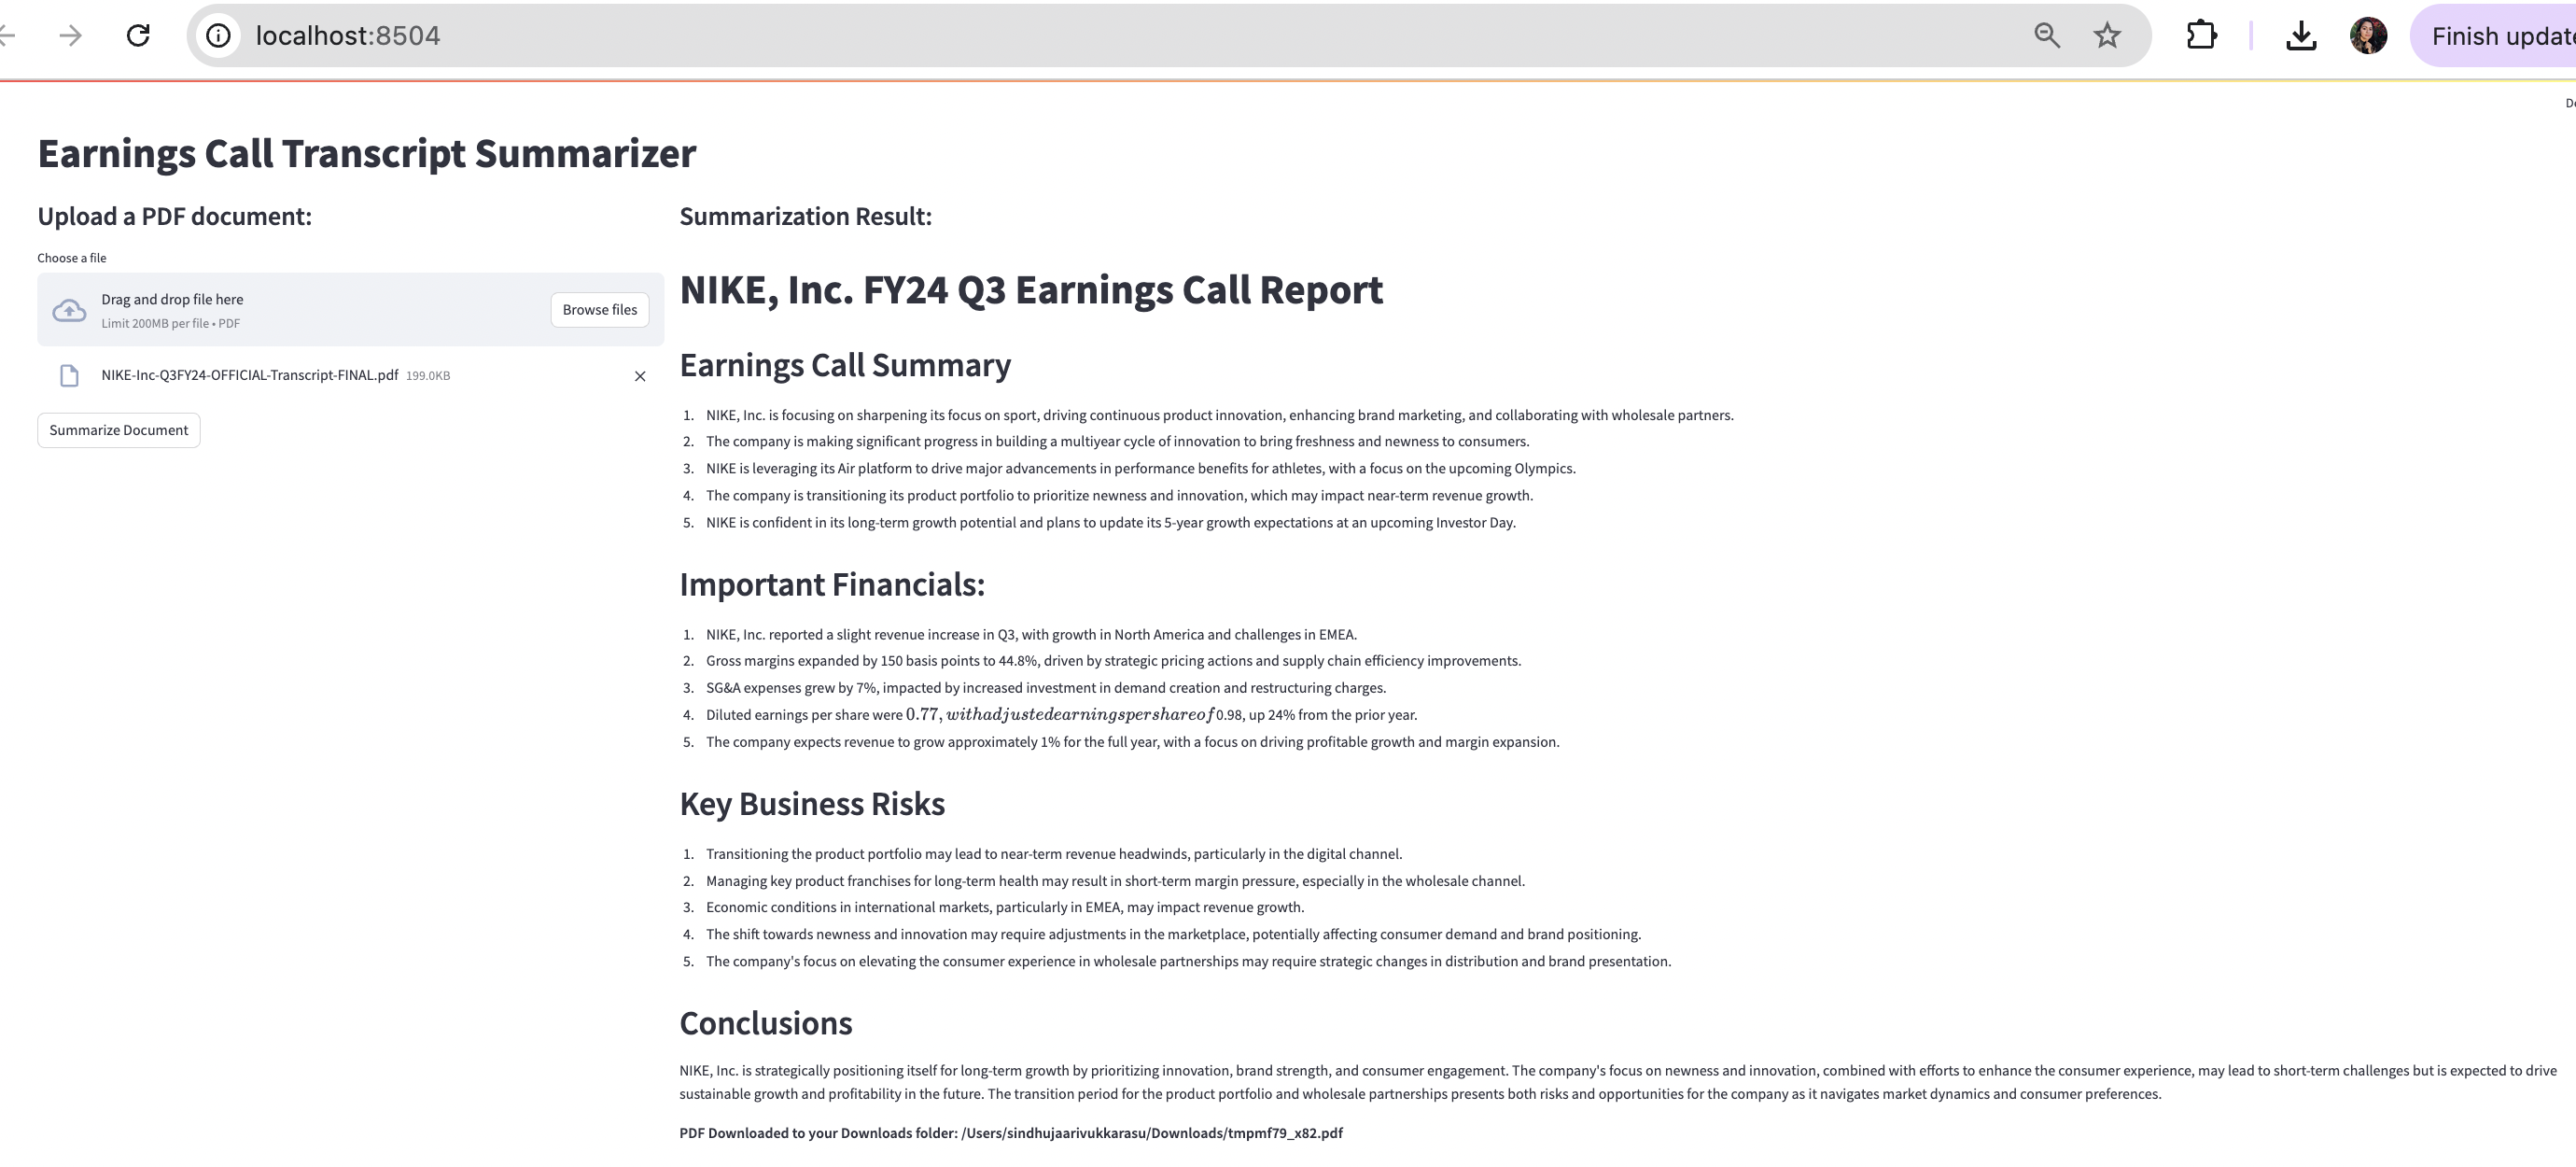 localhost:8504
Finish update
Earnings Call Transcript Summarizer
Upload a PDF document:
Choose a file
Drag and drop file here
Limit 200MB per file • PDF
Browse files
NIKE-Inc-Q3FY24-OFFICIAL-Transcript-FINAL.pdf 199.0KB
Summarize Document
Summarization Result:
NIKE, Inc. FY24 Q3 Earnings Call Report
Earnings Call Summary
1. NIKE, Inc. is focusing on sharpening its focus on sport, driving continuous product innovation, enhancing brand marketing, and collaborating with wholesale partners.
2. The company is making significant progress in building a multiyear cycle of innovation to bring freshness and newness to consumers.
3. NIKE is leveraging its Air platform to drive major advancements in performance benefits for athletes, with a focus on the upcoming Olympics.
4. The company is transitioning its product portfolio to prioritize newness and innovation, which may impact near-term revenue growth.
5. NIKE is confident in its long-term growth potential and plans to update its 5-year growth expectations at an upcoming Investor Day.
Important Financials:
1. NIKE, Inc. reported a slight revenue increase in Q3, with growth in North America and challenges in EMEA.
2. Gross margins expanded by 150 basis points to 44.8%, driven by strategic pricing actions and supply chain efficiency improvements.
3. SG&A expenses grew by 7%, impacted by increased investment in demand creation and restructuring charges.
4. Diluted earnings per share were 0.77, withadjustedearningspershareof 0.98, up 24% from the prior year.
5. The company expects revenue to grow approximately 1% for the full year, with a focus on driving profitable growth and margin expansion.
Key Business Risks
1. Transitioning the product portfolio may lead to near-term revenue headwinds, particularly in the digital channel.
2. Managing key product franchises for long-term health may result in short-term margin pressure, especially in the wholesale channel.
3. Economic conditions in international markets, particularly in EMEA, may impact revenue growth.
4. The shift towards newness and innovation may require adjustments in the marketplace, potentially affecting consumer demand and brand positioning.
5. The company's focus on elevating the consumer experience in wholesale partnerships may require strategic changes in distribution and brand presentation.
Conclusions
NIKE, Inc. is strategically positioning itself for long-term growth by prioritizing innovation, brand strength, and consumer engagement. The company's focus on newness and innovation, combined with efforts to enhance the consumer experience, may lead to short-term challenges but is expected to drive
sustainable growth and profitability in the future. The transition period for the product portfolio and wholesale partnerships presents both risks and opportunities for the company as it navigates market dynamics and consumer preferences.
PDF Downloaded to your Downloads folder: /Users/sindhujaarivukkarasu/Downloads/tmpmf79_x82.pdf